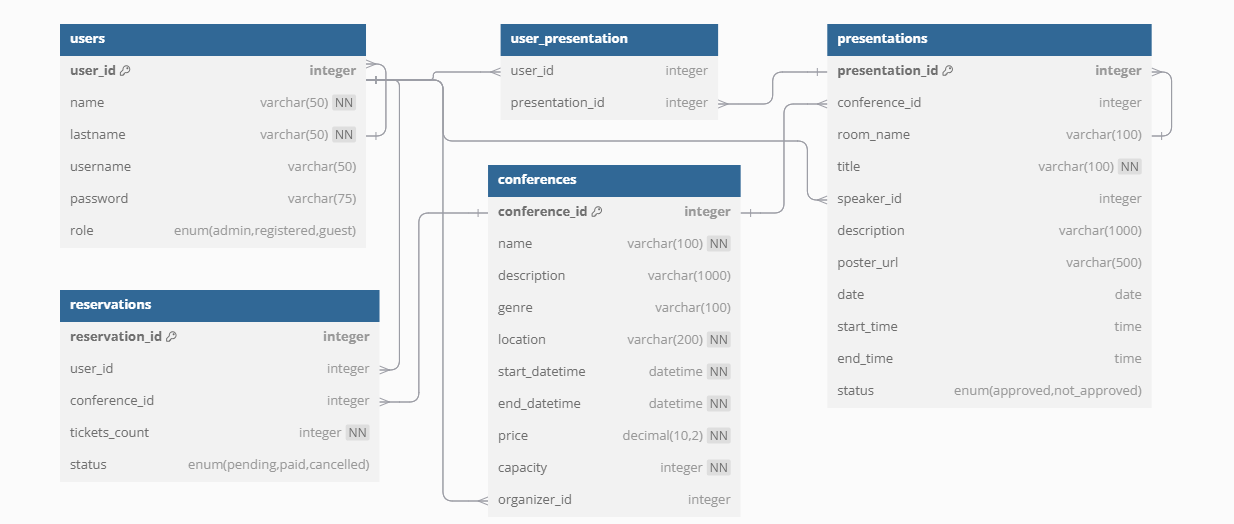 users
user_id integer
name varchar(50) NN
lastname varchar(50) NN
username varchar(50)
password varchar(75)
role enum(admin,registered,guest)
reservations
reservation_id integer
user_id integer
conference_id integer
tickets_count integer NN
status enum(pending,paid,cancelled)
user_presentation
user_id integer
presentation_id integer
conferences
conference_id integer
name varchar(100) NN
description varchar(1000)
genre varchar(100)
location varchar(200) NN
start_datetime datetime NN
end_datetime datetime NN
price decimal(10,2) NN
capacity integer NN
organizer_id integer
presentations
presentation_id integer
conference_id integer
room_name varchar(100)
title varchar(100) NN
speaker_id integer
description varchar(1000)
poster_url varchar(500)
date date
start_time time
end_time time
status enum(approved,not_approved)